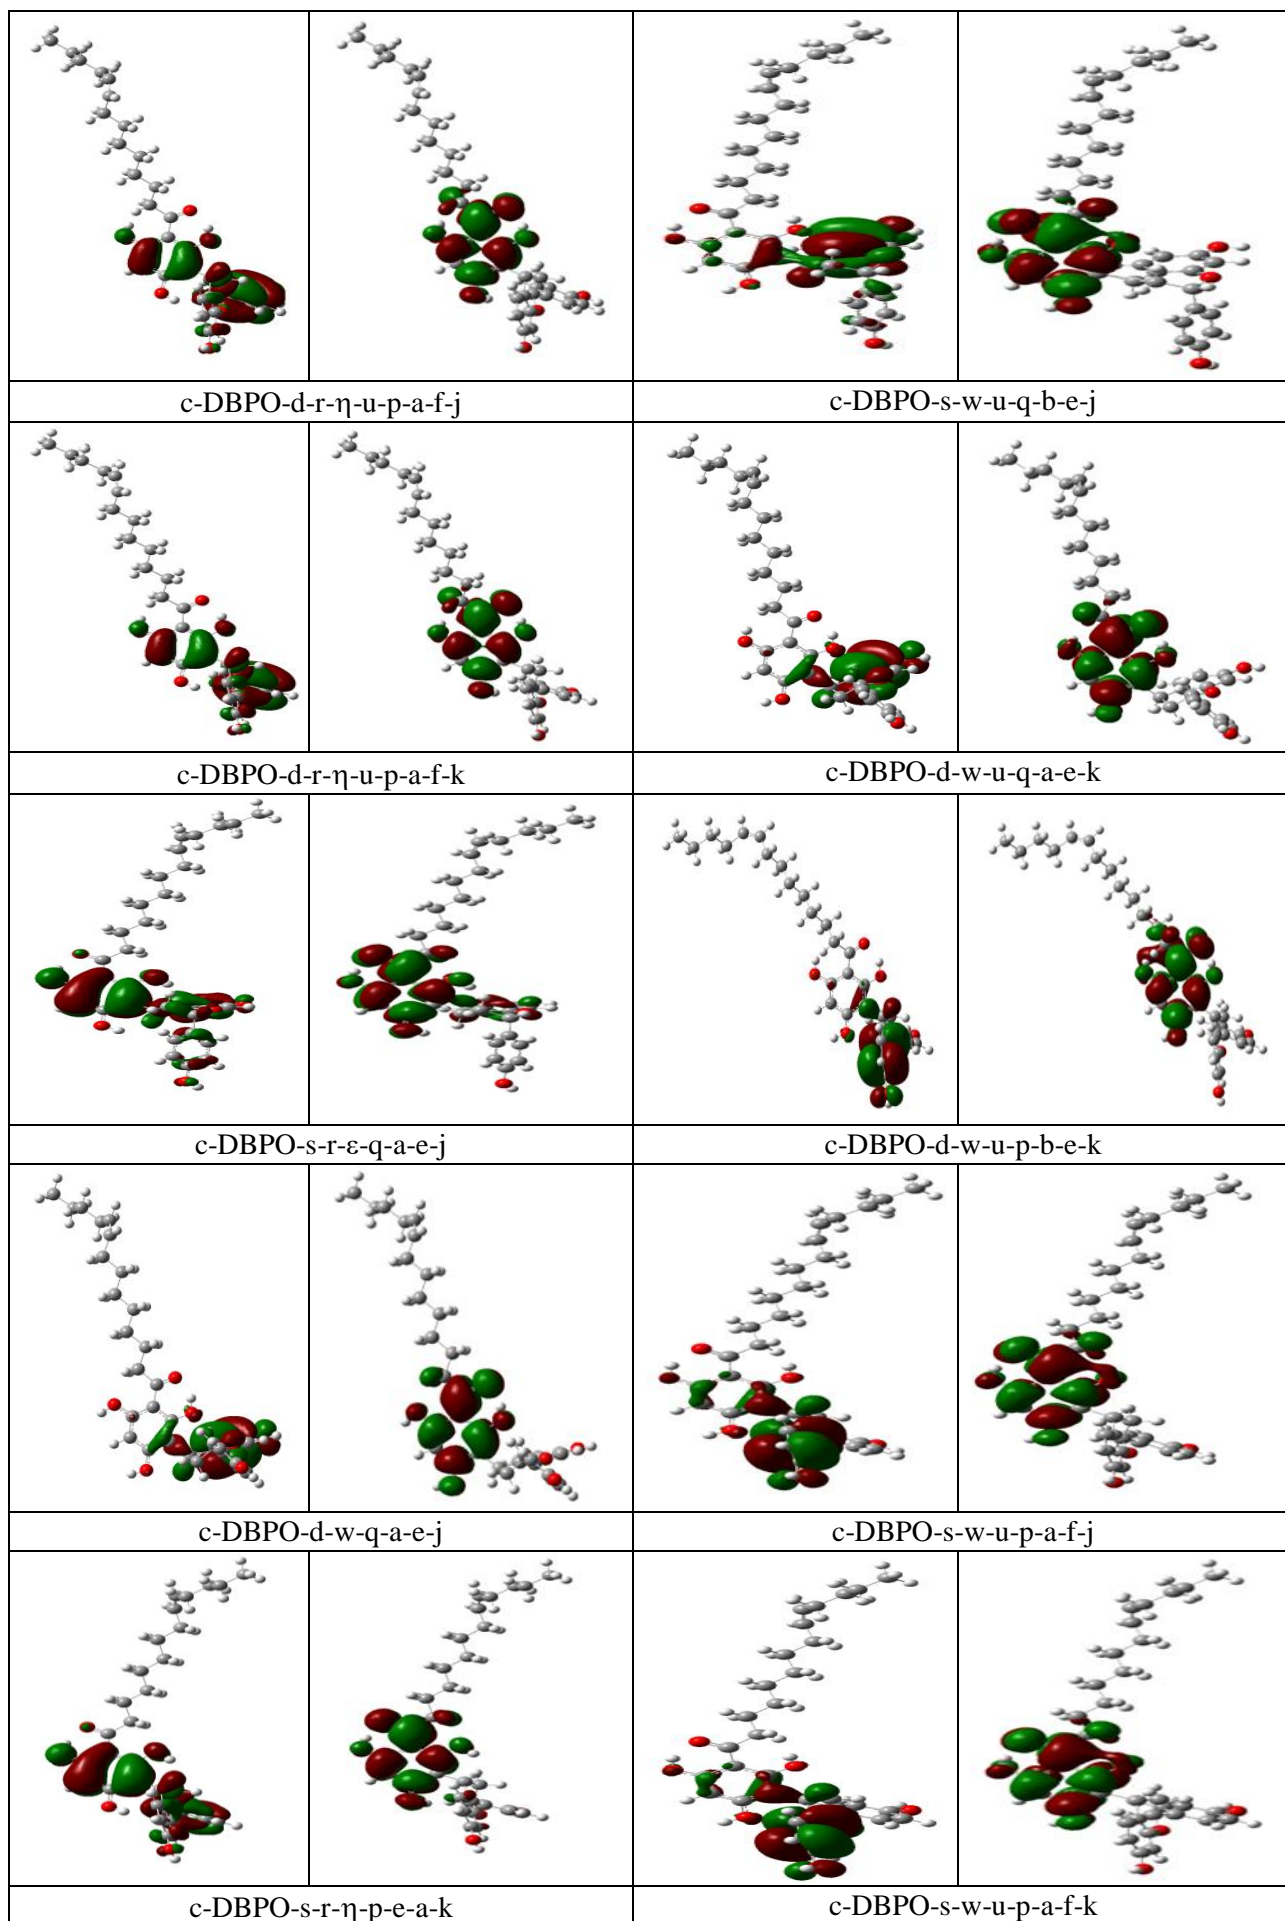 c-DBPO-d-r-η-u-p-a-f-j
c-DBPO-s-w-u-q-b-e-j
c-DBPO-d-r-η-u-p-a-f-k
c-DBPO-d-w-u-q-a-e-k
c-DBPO-s-r-ε-q-a-e-j
c-DBPO-d-w-u-p-b-e-k
c-DBPO-d-w-q-a-e-j
c-DBPO-s-w-u-p-a-f-j
c-DBPO-s-r-η-p-e-a-k
c-DBPO-s-w-u-p-a-f-k